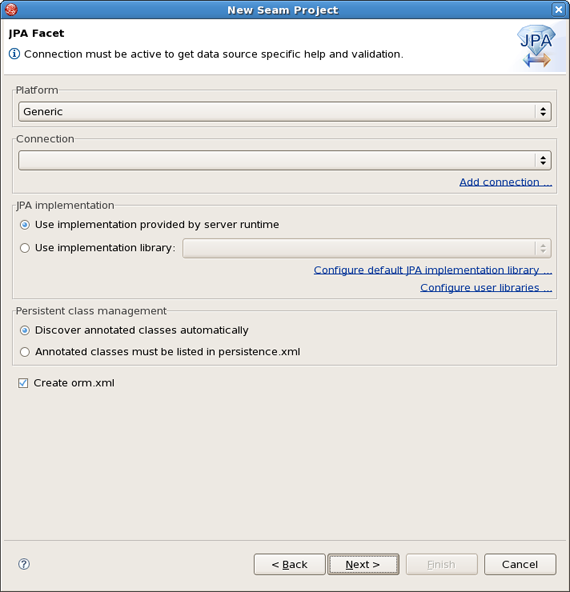 New Seam Project
JPA Facet
Connection must be active to get data source specific help and validation.
JPA
Platform
Generic
Connection
Add connection ...
JPA implementation
Use implementation provided by server runtime
Use implementation library:
Configure default JPA implementation library ...
Configure user libraries ...
Persistent class management
Discover annotated classes automatically
Annotated classes must be listed in persistence.xml
Create orm.xml
? < Back Next > Finish Cancel